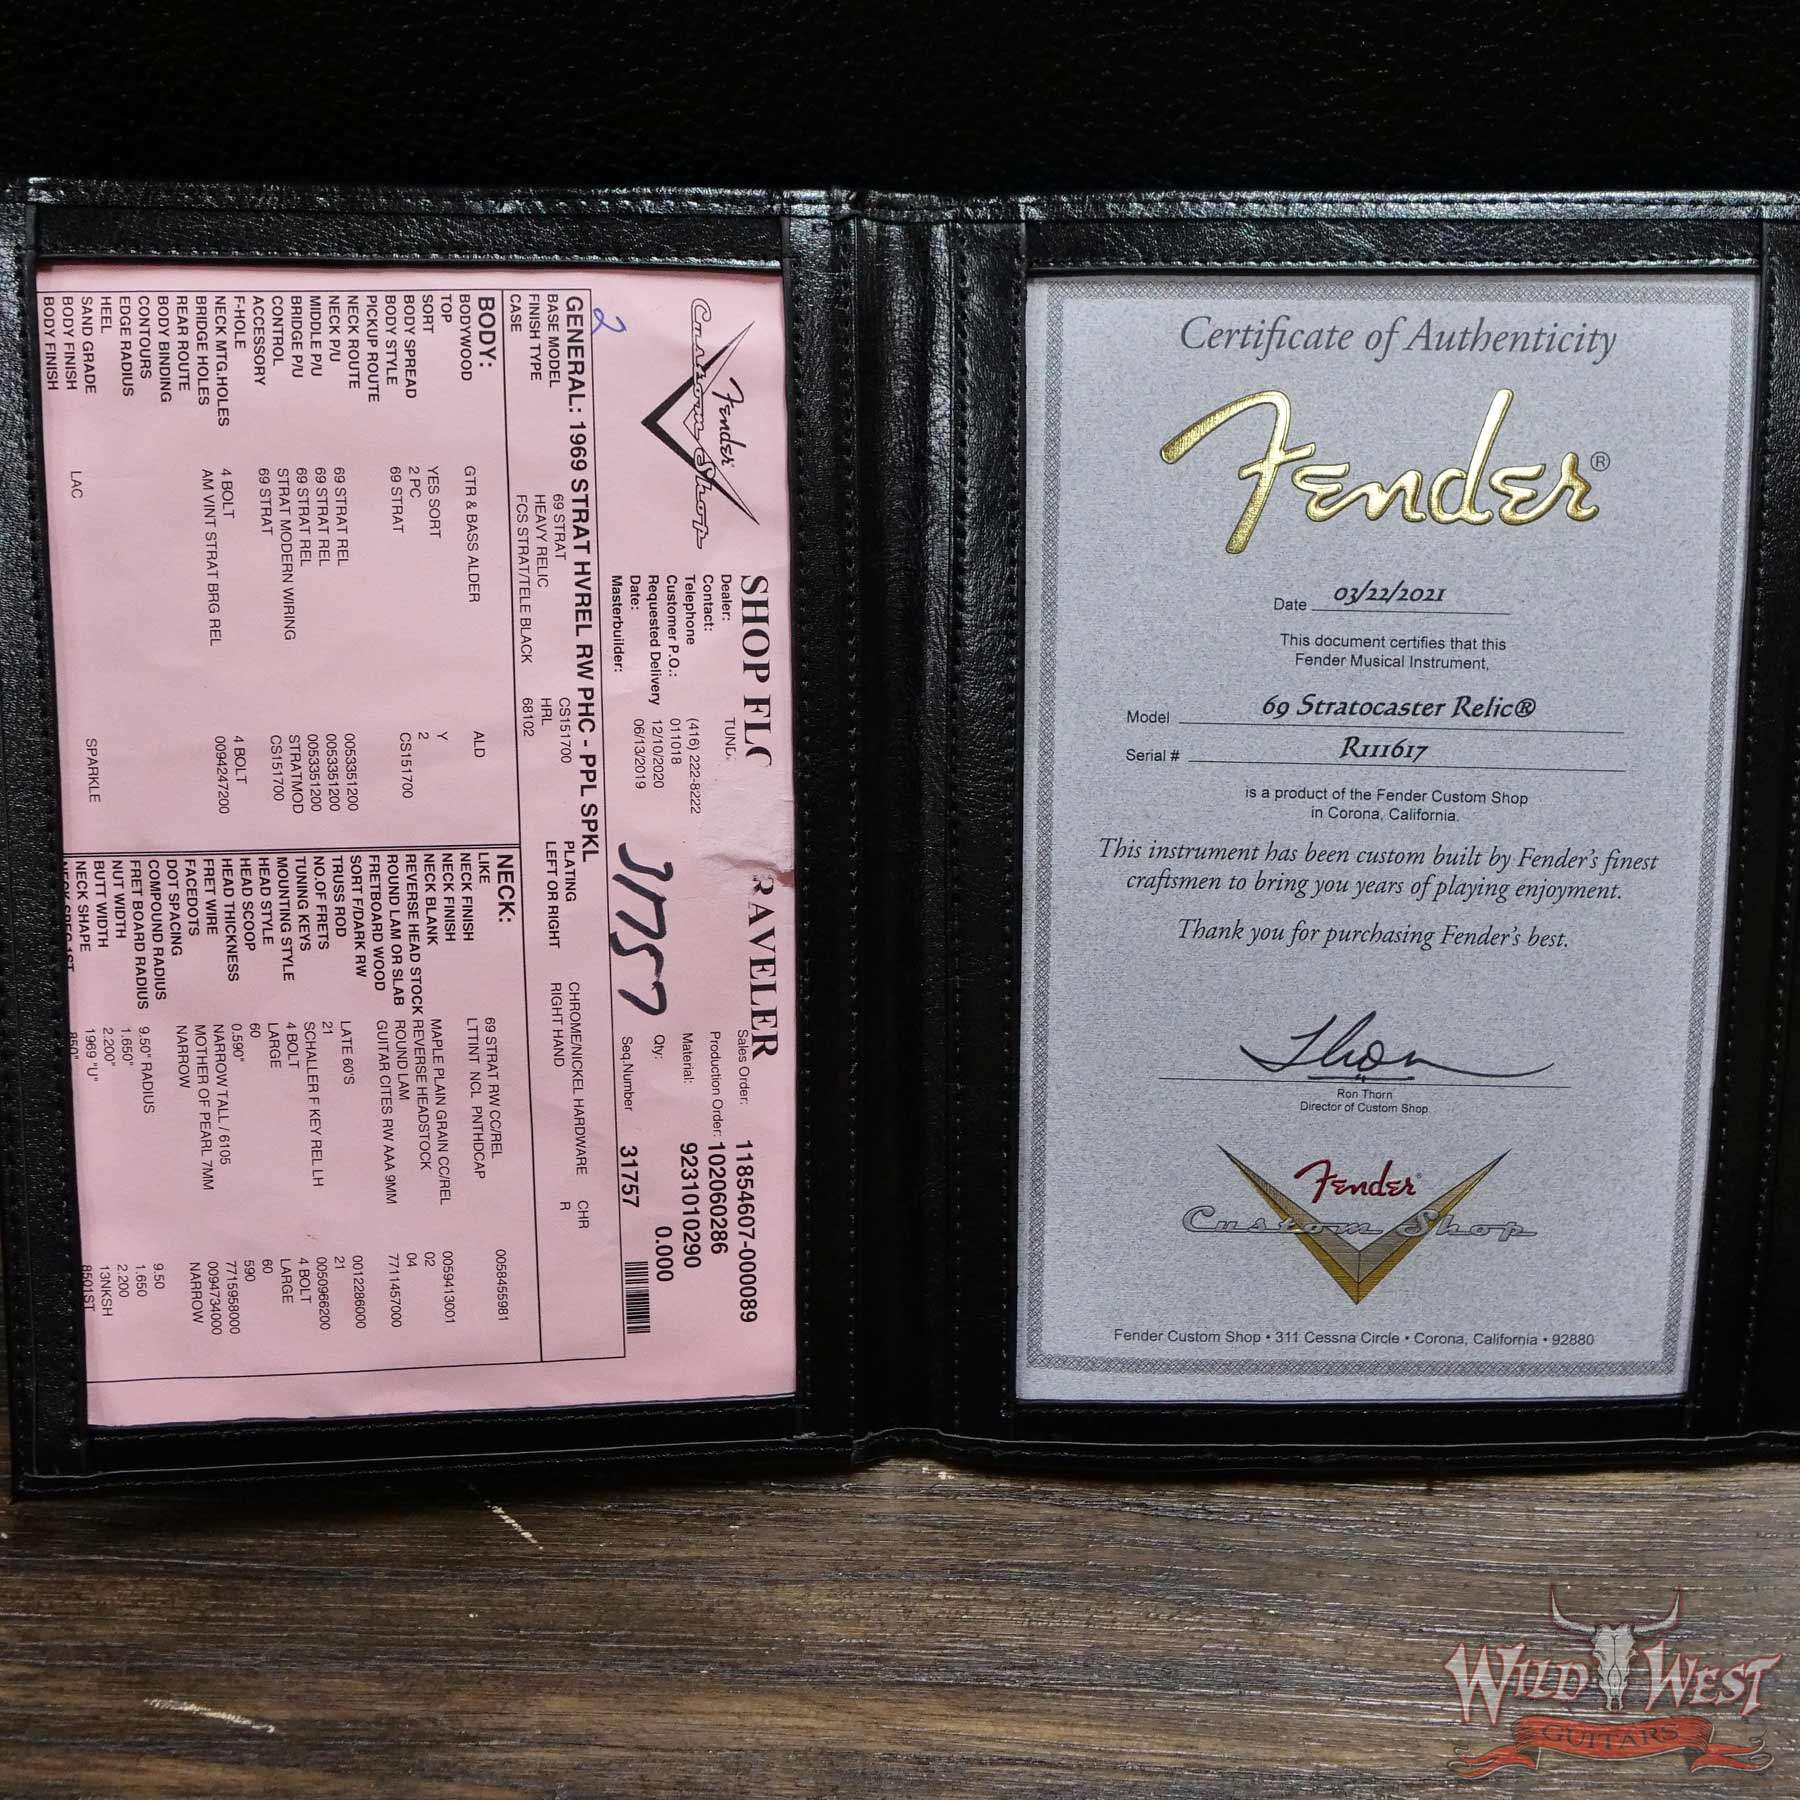 Fender
Custom Shop
SHOP FLO RAVELER
Dealer: TUND
Contact:
Telephone (416) 222-8222
Customer P.O.: 011018
Requested Delivery 12/10/2020
Date: 06/13/2019
Masterbuilder:
31757
Sales Order: 11854607-000089
Production Order: 102060286
Material: 9231010290
Qty: 0.000
Seq.Number 31757
2
GENERAL: 1969 STRAT HVREL RW PHC - PPL SPKL
BASE MODEL 69 STRAT CS151700 PLATING CHROME/NICKEL HARDWARE CHR
FINISH TYPE HEAVY RELIC HRL LEFT OR RIGHT RIGHT HAND R
CASE FCS STRAT/TELE BLACK 68102
BODY:
BODYWOOD GTR & BASS ALDER ALD
TOP
SORT YES SORT Y
BODY SPREAD 2 PC 2
BODY STYLE 69 STRAT CS151700
PICKUP ROUTE
NECK ROUTE
NECK P/U 69 STRAT REL 0053351200
MIDDLE P/U 69 STRAT REL 0053351200
BRIDGE P/U 69 STRAT REL 0053351200
CONTROL STRAT MODERN WIRING STRATMOD
ACCESSORY 69 STRAT CS151700
F-HOLE
NECK MTG.HOLES 4 BOLT 4 BOLT
BRIDGE HOLES AM VINT STRAT BRG REL 0094247200
REAR ROUTE
BODY BINDING
CONTOURS
EDGE RADIUS
HEEL
SAND GRADE
BODY FINISH LAC SPARKLE
BODY FINISH
NECK:
LIKE 69 STRAT RW CC/REL 0058455981
NECK FINISH LTTINT NCL PNTHDCAP
NECK FINISH
NECK BLANK MAPLE PLAIN GRAIN CC/REL 0059413001
REVERSE HEAD STOCK REVERSE HEADSTOCK 02
ROUND LAM OR SLAB ROUND LAM 04
FRETBOARD WOOD GUITAR CITES RW AAA 9MM 7711457000
SORT F/DARK RW
TRUSS ROD LATE 60'S 0012286000
NO.OF FRETS 21 21
TUNING KEYS SCHALLER F KEY REL LH 0050966200
MOUNTING STYLE 4 BOLT 4 BOLT
HEAD STYLE LARGE LARGE
HEAD SCOOP 60 60
HEAD THICKNESS 0.590" 590
FRET WIRE NARROW TALL / 6105 7715958000
FACEDOTS MOTHER OF PEARL 7MM 0094734000
DOT SPACING NARROW NARROW
COMPOUND RADIUS
FRET BOARD RADIUS 9.50" RADIUS 9.50
NUT WIDTH 1.650" 1.650
BUTT WIDTH 2.200" 2.200
NECK SHAPE 1969 "U" 13NKSH
Certificate of Authenticity
Fender®
Date 03/22/2021
This document certifies that this
Fender Musical Instrument,
Model 69 Stratocaster Relic®
Serial # R111617
is a product of the Fender Custom Shop
in Corona, California.
This instrument has been custom built by Fender's finest
craftsmen to bring you years of playing enjoyment.
Thank you for purchasing Fender's best.
Ron Thorn
Director of Custom Shop
Fender
Custom Shop
Fender Custom Shop • 311 Cessna Circle • Corona, California • 92880
WILD WEST
GUITARS